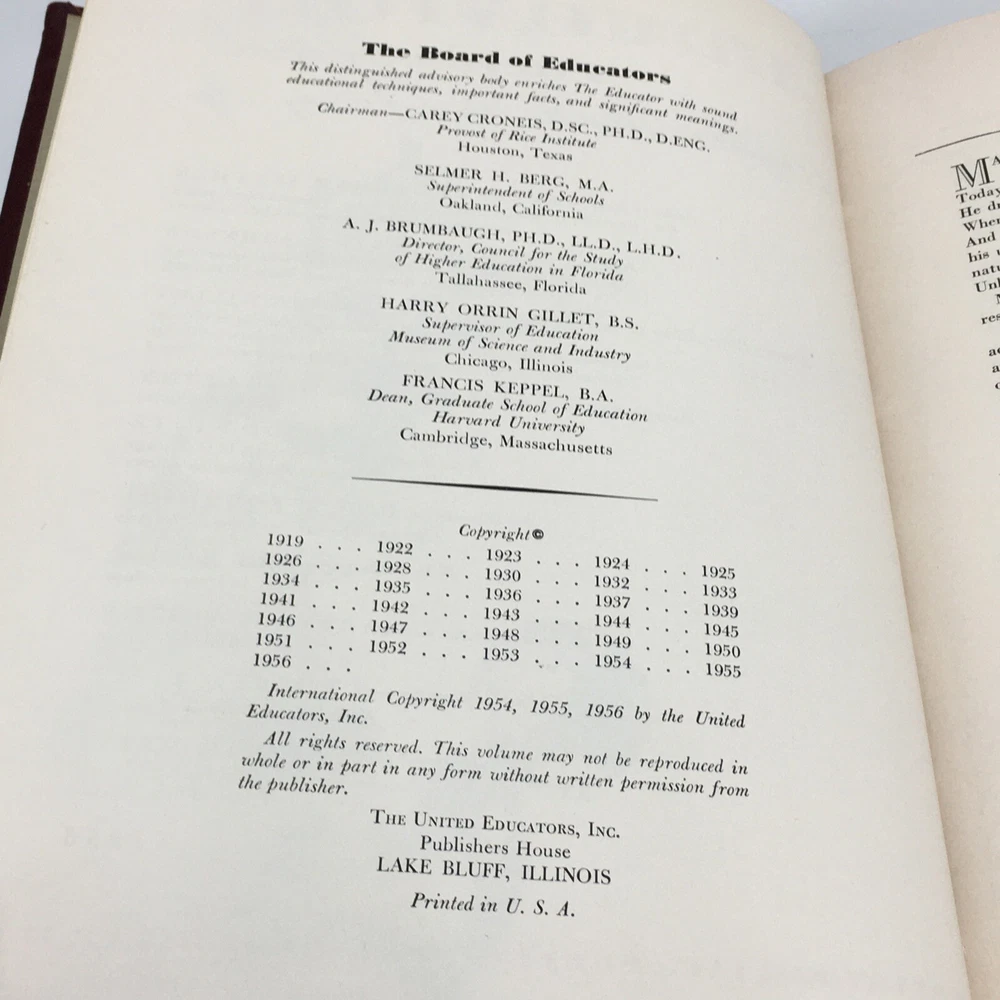 The Board of Educators
This distinguished advisory body enriches The Educator with sound
educational techniques, important facts, and significant meanings.
Chairman—CAREY CRONEIS, D.SC., PH.D., D.ENG.
Provost of Rice Institute
Houston, Texas
SELMER H. BERG, M.A.
Superintendent of Schools
Oakland, California
A. J. BRUMBAUGH, PH.D., LL.D., L.H.D.
Director, Council for the Study
of Higher Education in Florida
Tallahassee, Florida
HARRY ORRIN GILLET, B.S.
Supervisor of Education
Museum of Science and Industry
Chicago, Illinois
FRANCIS KEPPEL, B.A.
Dean, Graduate School of Education
Harvard University
Cambridge, Massachusetts
Copyright©
1919 . . . 1922 . . . 1923 . . . 1924 . . . 1925
1926 . . . 1928 . . . 1930 . . . 1932 . . . 1933
1934 . . . 1935 . . . 1936 . . . 1937 . . . 1939
1941 . . . 1942 . . . 1943 . . . 1944 . . . 1945
1946 . . . 1947 . . . 1948 . . . 1949 . . . 1950
1951 . . . 1952 . . . 1953 . . . 1954 . . . 1955
1956 . . .
International Copyright 1954, 1955, 1956 by the United
Educators, Inc.
All rights reserved. This volume may not be reproduced in
whole or in part in any form without written permission from
the publisher.
THE UNITED EDUCATORS, INC.
Publishers House
LAKE BLUFF, ILLINOIS
Printed in U. S. A.
Today
He
And
his